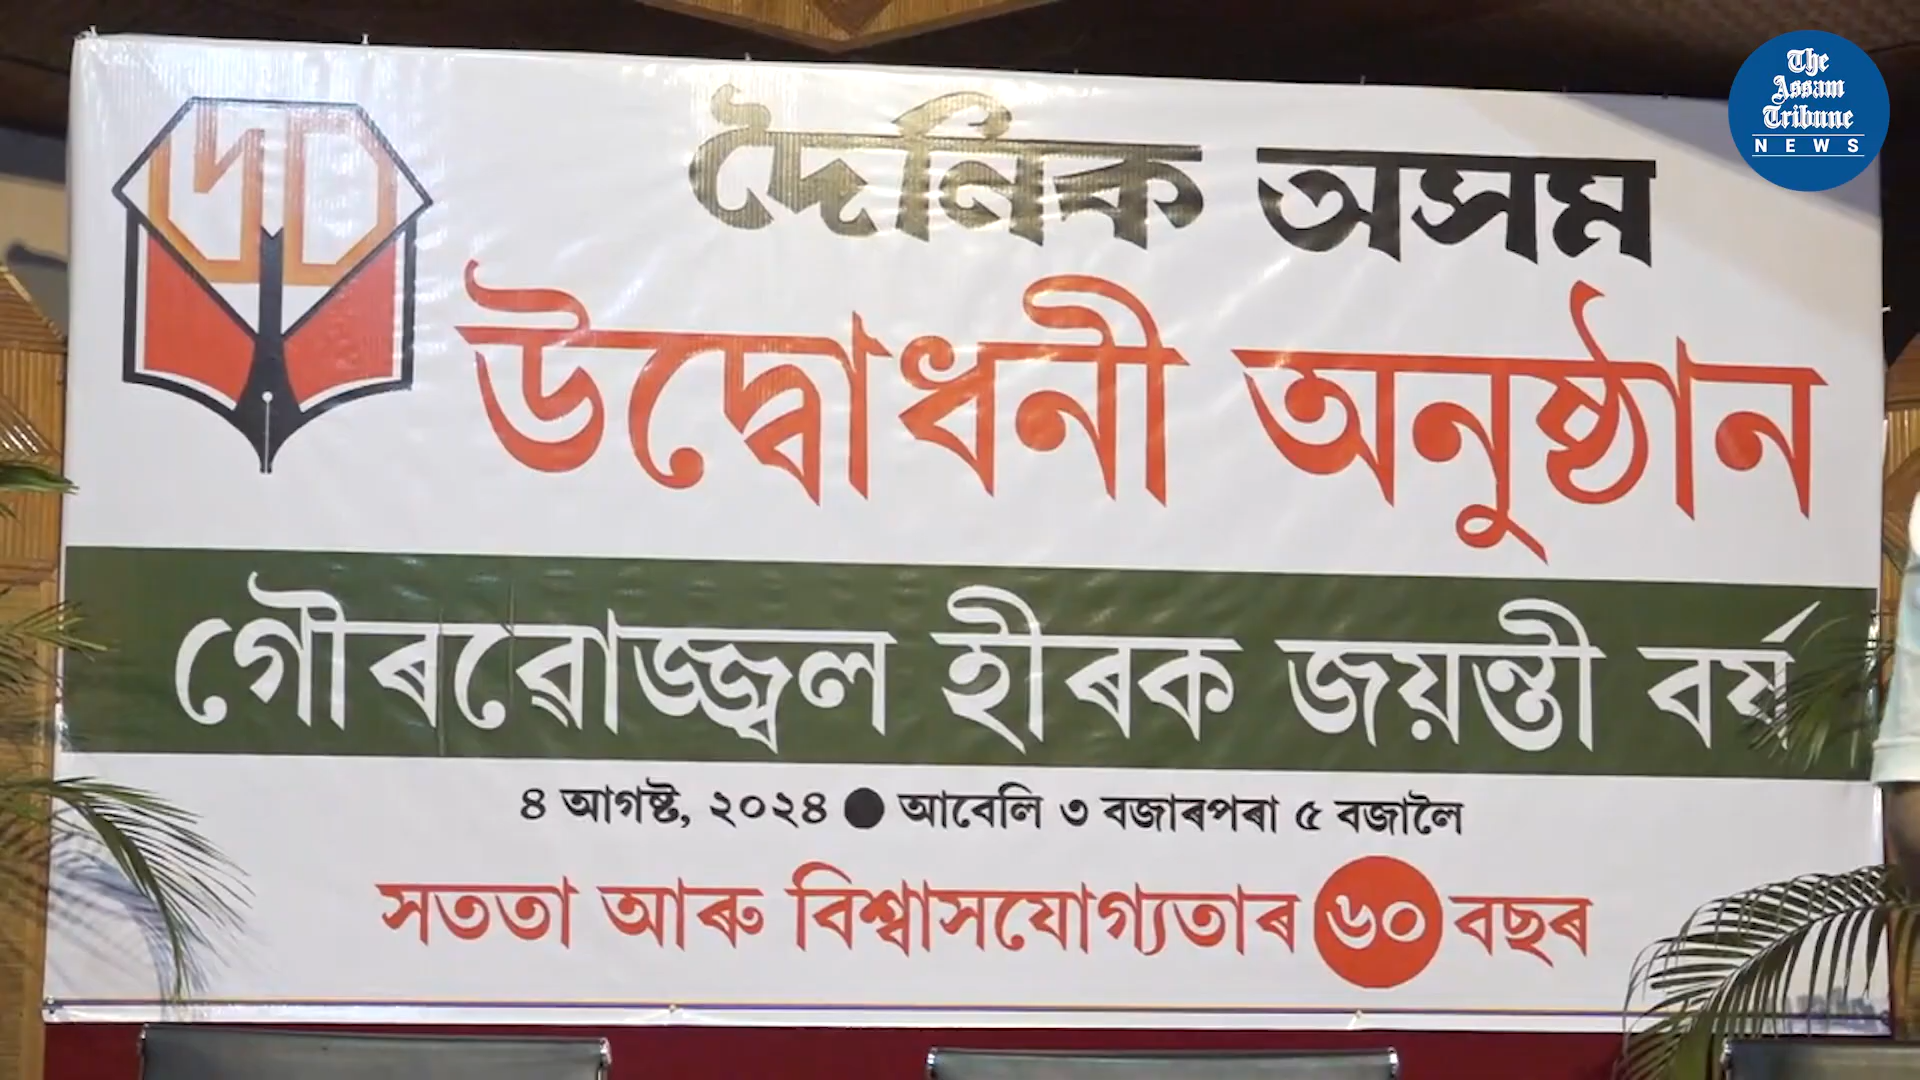 The
Assam
Tribune
NEWS
দৈনিক অসম
উদ্বোধনী অনুষ্ঠান
গৌৰৱোজ্জ্বল হীৰক জয়ন্তী বৰ্ষ
৪ আগষ্ট, ২০২৪ ● আবেলি ৩ বজাৰপৰা ৫ বজালৈ
সততা আৰু বিশ্বাসযোগ্যতাৰ ৬০ বছৰ